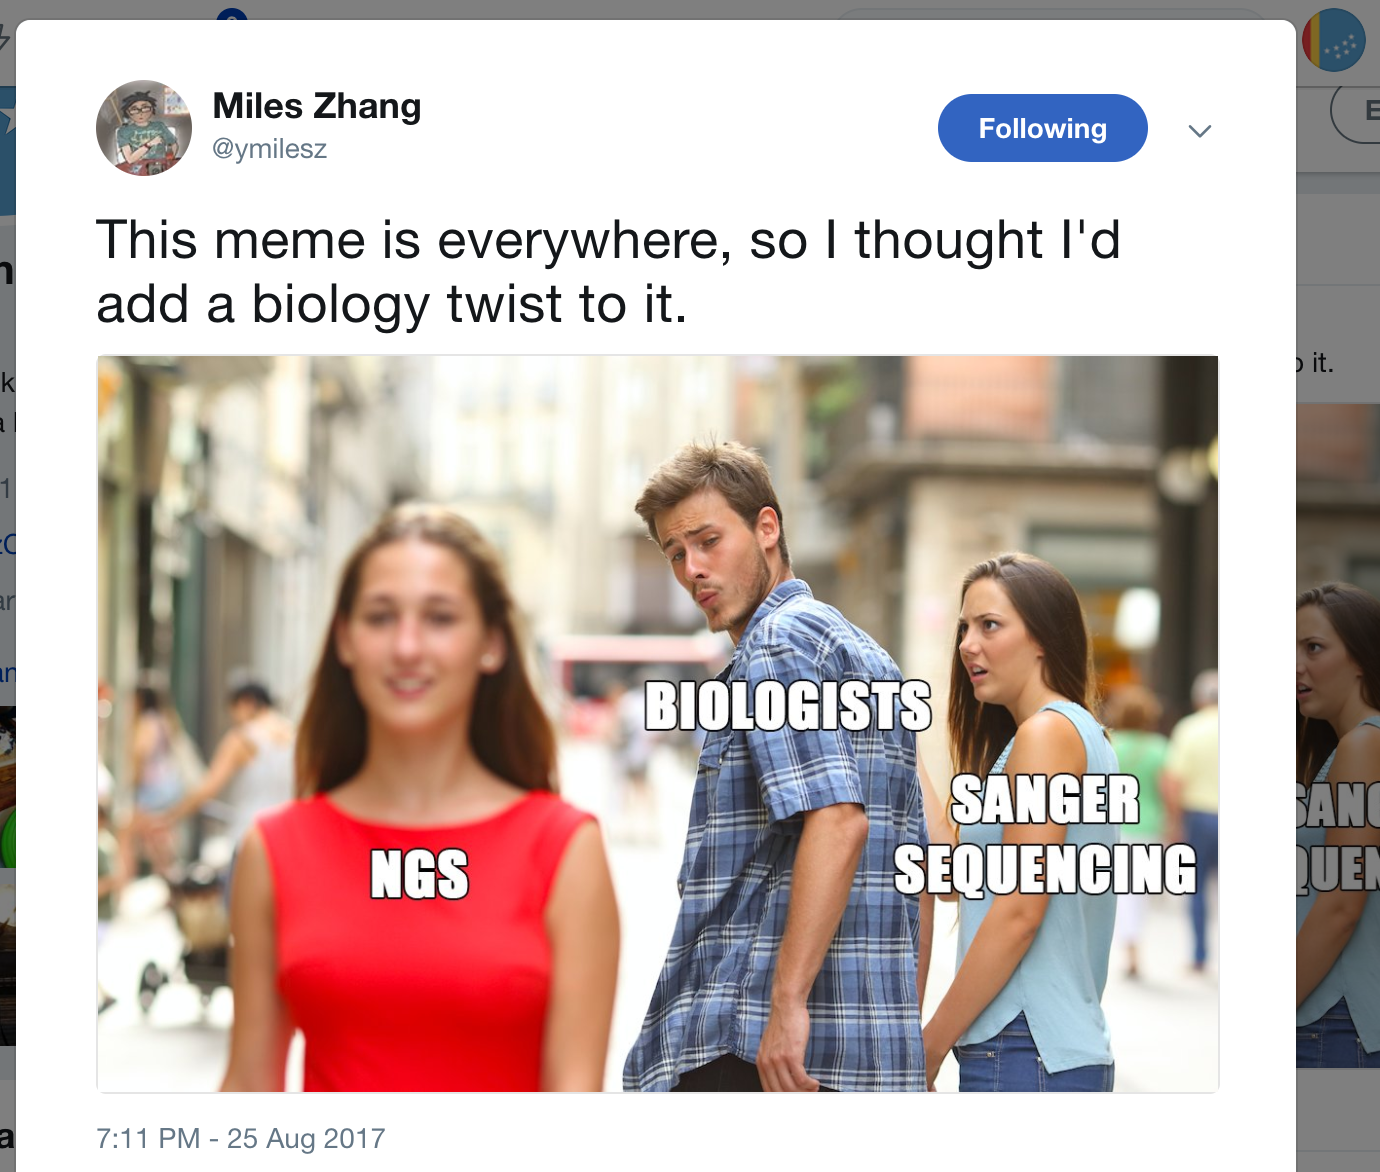 Miles Zhang
@ymilesz
Following
This meme is everywhere, so I thought I'd
add a biology twist to it.
it.
BIOLOGISTS
SANGER
SEQUENCING
NGS
7:11 PM - 25 Aug 2017